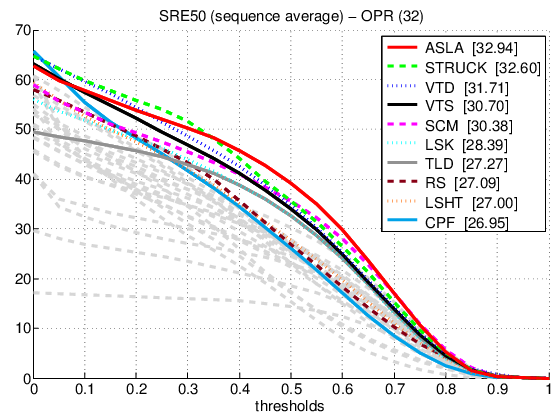 SRE50 (sequence average) − OPR (32)
70
60
50
40
30
20
10
0
ASLA [32.94]
STRUCK [32.60]
VTD [31.71]
VTS [30.70]
SCM [30.38]
LSK [28.39]
TLD [27.27]
RS [27.09]
LSHT [27.00]
CPF [26.95]
0 0.1 0.2 0.3 0.4 0.5 0.6 0.7 0.8 0.9 1
thresholds